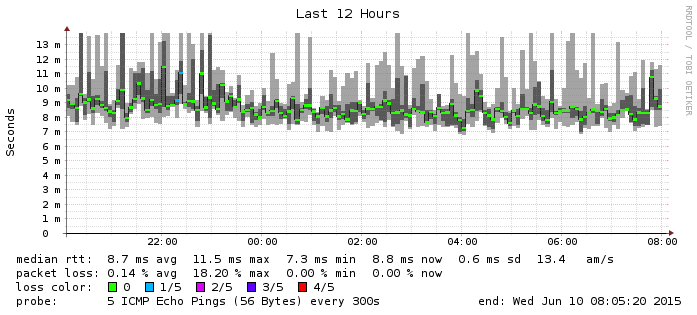 Last 12 Hours
RRDTOOL / TOBI OETIKER
Seconds
13 m
12 m
11 m
10 m
9 m
8 m
7 m
6 m
5 m
4 m
3 m
2 m
1 m
0
22:00 00:00 02:00 04:00 06:00 08:00
median rtt: 8.7 ms avg 11.5 ms max 7.3 ms min 8.8 ms now 0.6 ms sd 13.4 am/s
packet loss: 0.14 % avg 18.20 % max 0.00 % min 0.00 % now
loss color: 0 1/5 2/5 3/5 4/5
probe: 5 ICMP Echo Pings (56 Bytes) every 300s end: Wed Jun 10 08:05:20 2015